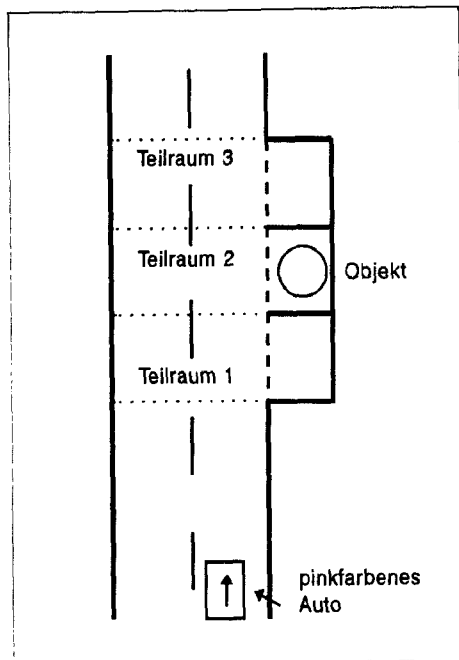 Teilraum 3
Teilraum 2
Objekt
Teilraum 1
pinkfarbenes
Auto